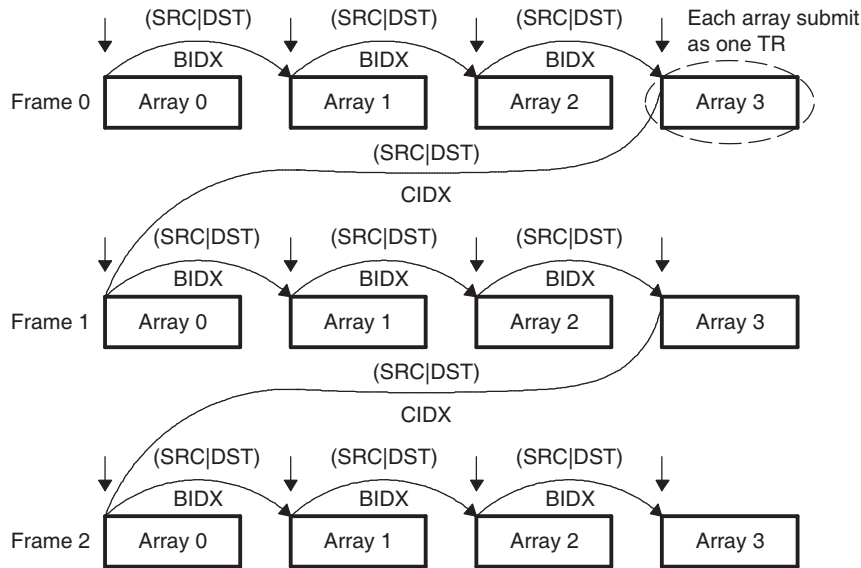 (SRC|DST) (SRC|DST) (SRC|DST) Each array submit
as one TR
BIDX BIDX BIDX
Frame 0 Array 0 Array 1 Array 2 Array 3
(SRC|DST)
CIDX
(SRC|DST) (SRC|DST) (SRC|DST)
BIDX BIDX BIDX
Frame 1 Array 0 Array 1 Array 2 Array 3
(SRC|DST)
CIDX
(SRC|DST) (SRC|DST) (SRC|DST)
BIDX BIDX BIDX
Frame 2 Array 0 Array 1 Array 2 Array 3